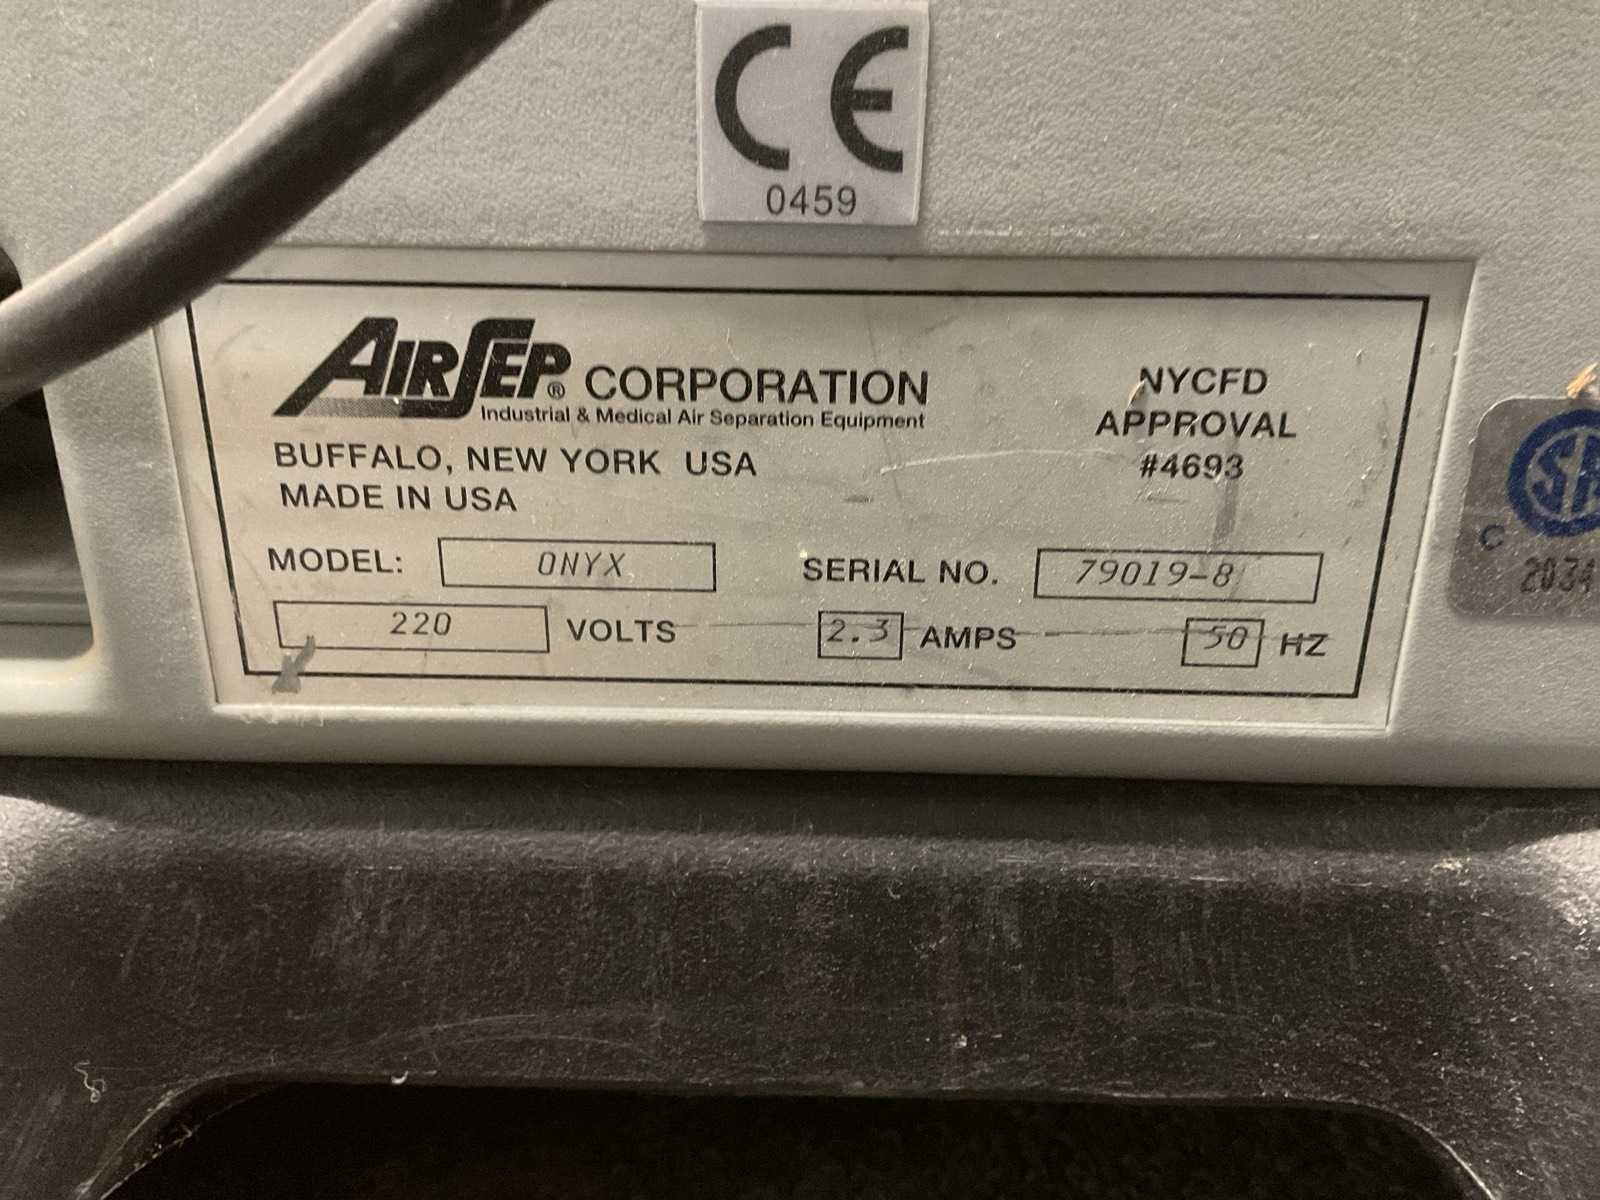 CE
0459
AIRSEP® CORPORATION
Industrial & Medical Air Separation Equipment
BUFFALO, NEW YORK USA
MADE IN USA
NYCFD
APPROVAL
#4693
MODEL: ONYX
SERIAL NO. 79019-8
220 VOLTS
2.3 AMPS
50 HZ
SA
C
2034